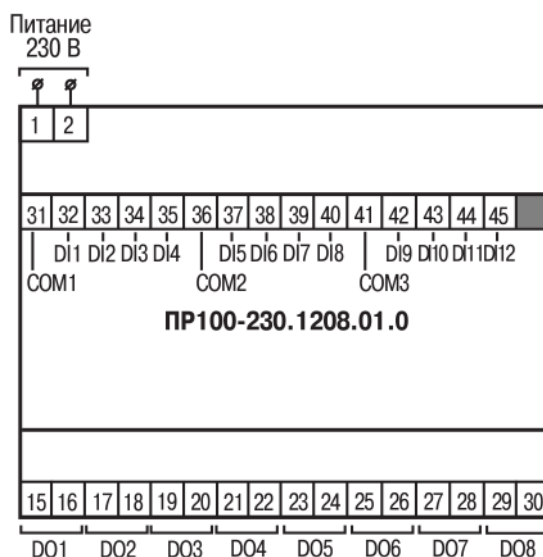 Питание
230 В
1 2
31 32 33 34 35 36 37 38 39 40 41 42 43 44 45
DI1 DI2 DI3 DI4 DI5 DI6 DI7 DI8 DI9 DI10 DI11 DI12
COM1 COM2 COM3
ПР100-230.1208.01.0
15 16 17 18 19 20 21 22 23 24 25 26 27 28 29 30
DO1 DO2 DO3 DO4 DO5 DO6 DO7 DO8